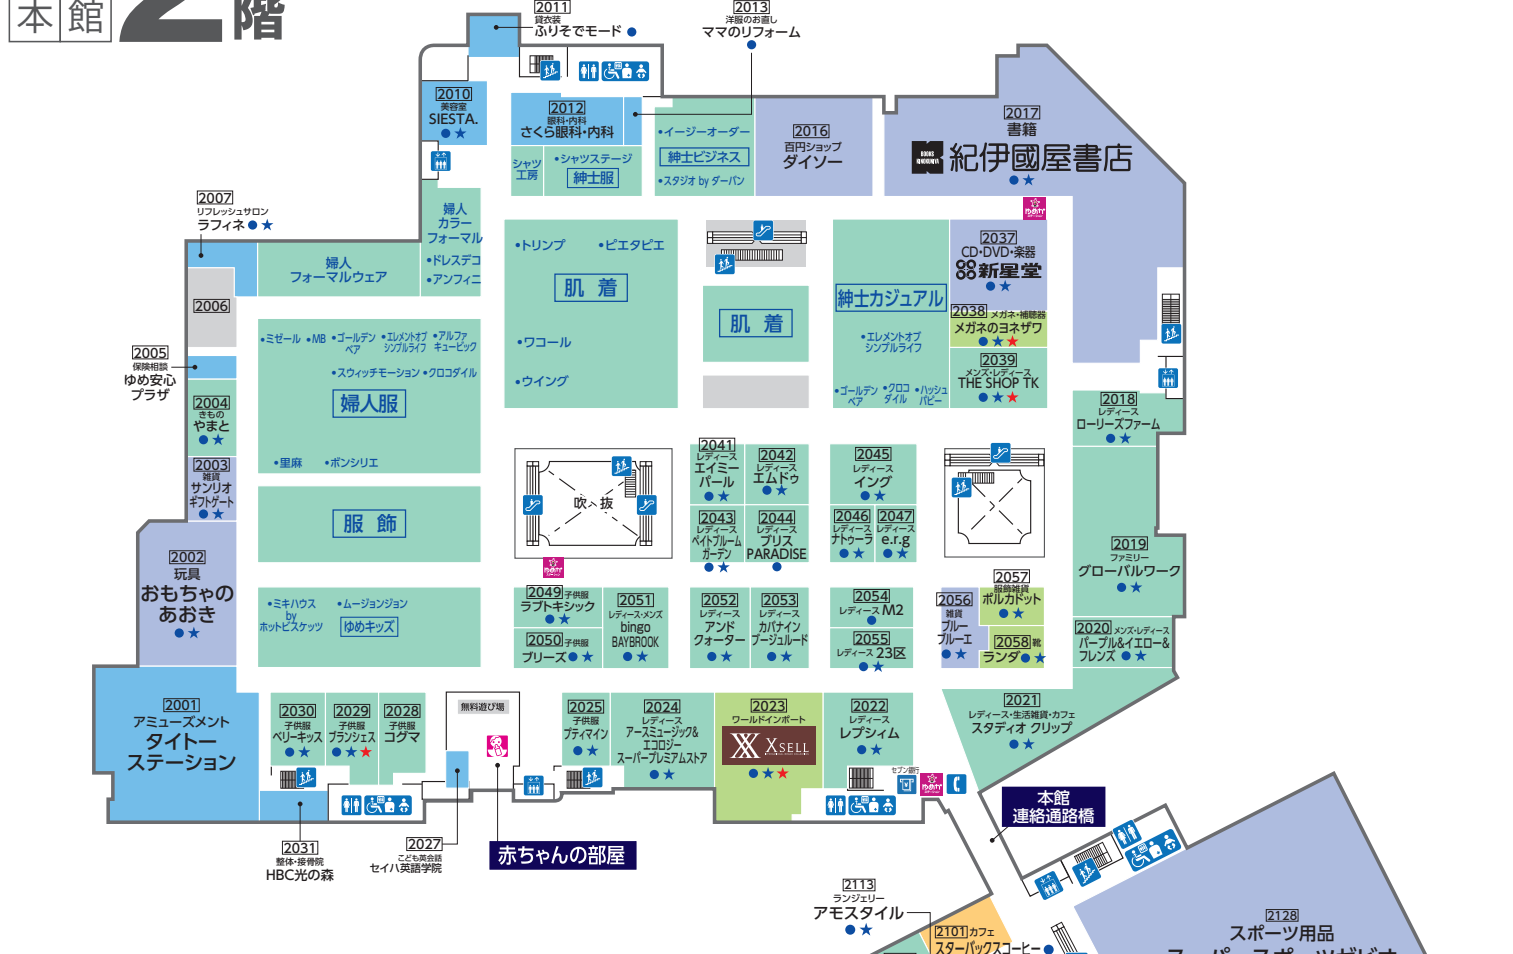 本館
2階
2011
貸衣裳
ふりそでモード
2013
洋服のお直し
ママのリフォーム
2010
美容室
SIESTA.
2012
眼科・内科
さくら眼科・内科
シャツ
工房
・シャツステージ
紳士服
・イージーオーダー
紳士ビジネス
・スタジオ by ダーバン
2016
百円ショップ
ダイソー
2017
書籍
BOOKS
KINOKUNIYA
紀伊國屋書店
2007
リフレッシュサロン
ラフィネ
婦人
カラー
フォーマル
・ドレスデコ
・アンフィニ
婦人
フォーマルウェア
2006
2005
保険相談
ゆめ安心
プラザ
2004
きもの
やまと
2003
雑貨
サンリオ
ギフトゲート
2002
玩具
おもちゃの
あおき
2001
アミューズメント
タイトー
ステーション
・ミゼール
・MB
・ゴールデン
ベア
・エレメントオブ
シンプルライフ
・アルファ
キュービック
・スウィッチモーション
・クロコダイル
婦人服
・里麻
・ボンシリエ
服 飾
・ミキハウス
by
ホットビスケッツ
・ムージョンジョン
ゆめキッズ
・トリンプ
・ピエタピエ
肌 着
・ワコール
・ウイング
肌 着
紳士カジュアル
・エレメントオブ
シンプルライフ
・ゴールデン
ベア
・クロコ
ダイル
・ハッシュ
パピー
2037
CD・DVD・楽器
新星堂
2038
メガネ・補聴器
メガネのヨネザワ
2039
メンズ・レディース
THE SHOP TK
2018
レディース
ローリーズファーム
2019
ファミリー
グローバルワーク
2020
メンズ・レディース
パープル&イエロー&
フレンズ
2021
レディース・生活雑貨・カフェ
スタディオ クリップ
吹 抜
2041
レディース
エイミー
パール
2042
レディース
エムドゥ
2043
レディース
ペイトブルーム
ガーデン
2044
レディース
プリス
PARADISE
2045
レディース
イング
2046
レディース
ナトゥーラ
2047
レディース
e.r.g
2049
子供服
ラブトキシック
2050
子供服
ブリーズ
2051
レディース・メンズ
bingo
BAYBROOK
2052
レディース
アンド
クォーター
2053
レディース
カバナイン
ブージュルード
2054
レディース M2
2055
レディース 23区
2056
雑貨
ブルー
ブルーエ
2057
服飾雑貨
ポルカドット
2058
靴
ランダ
2030
子供服
ベリーキッス
2029
子供服
ブランシェス
2028
子供服
コグマ
無料遊び場
2025
子供服
プティマイン
2024
レディース
アースミュージック&
エコロジー
スーパープレミアムストア
2023
ワールドインポート
XSELL
2022
レディース
レプシィム
セブン銀行
2031
整体・接骨院
HBC光の森
2027
こども英会話
セイハ英語学院
赤ちゃんの部屋
本館
連絡通路橋
2113
ランジェリー
アモスタイル
2101
カフェ
スターバックスコーヒー
2128
スポーツ用品
スーパースポーツゼビオ